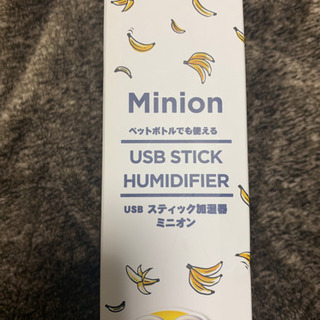 Minion
ペットボトルでも使える
USB STICK
HUMIDIFIER
USB スティック加湿器
ミニオン